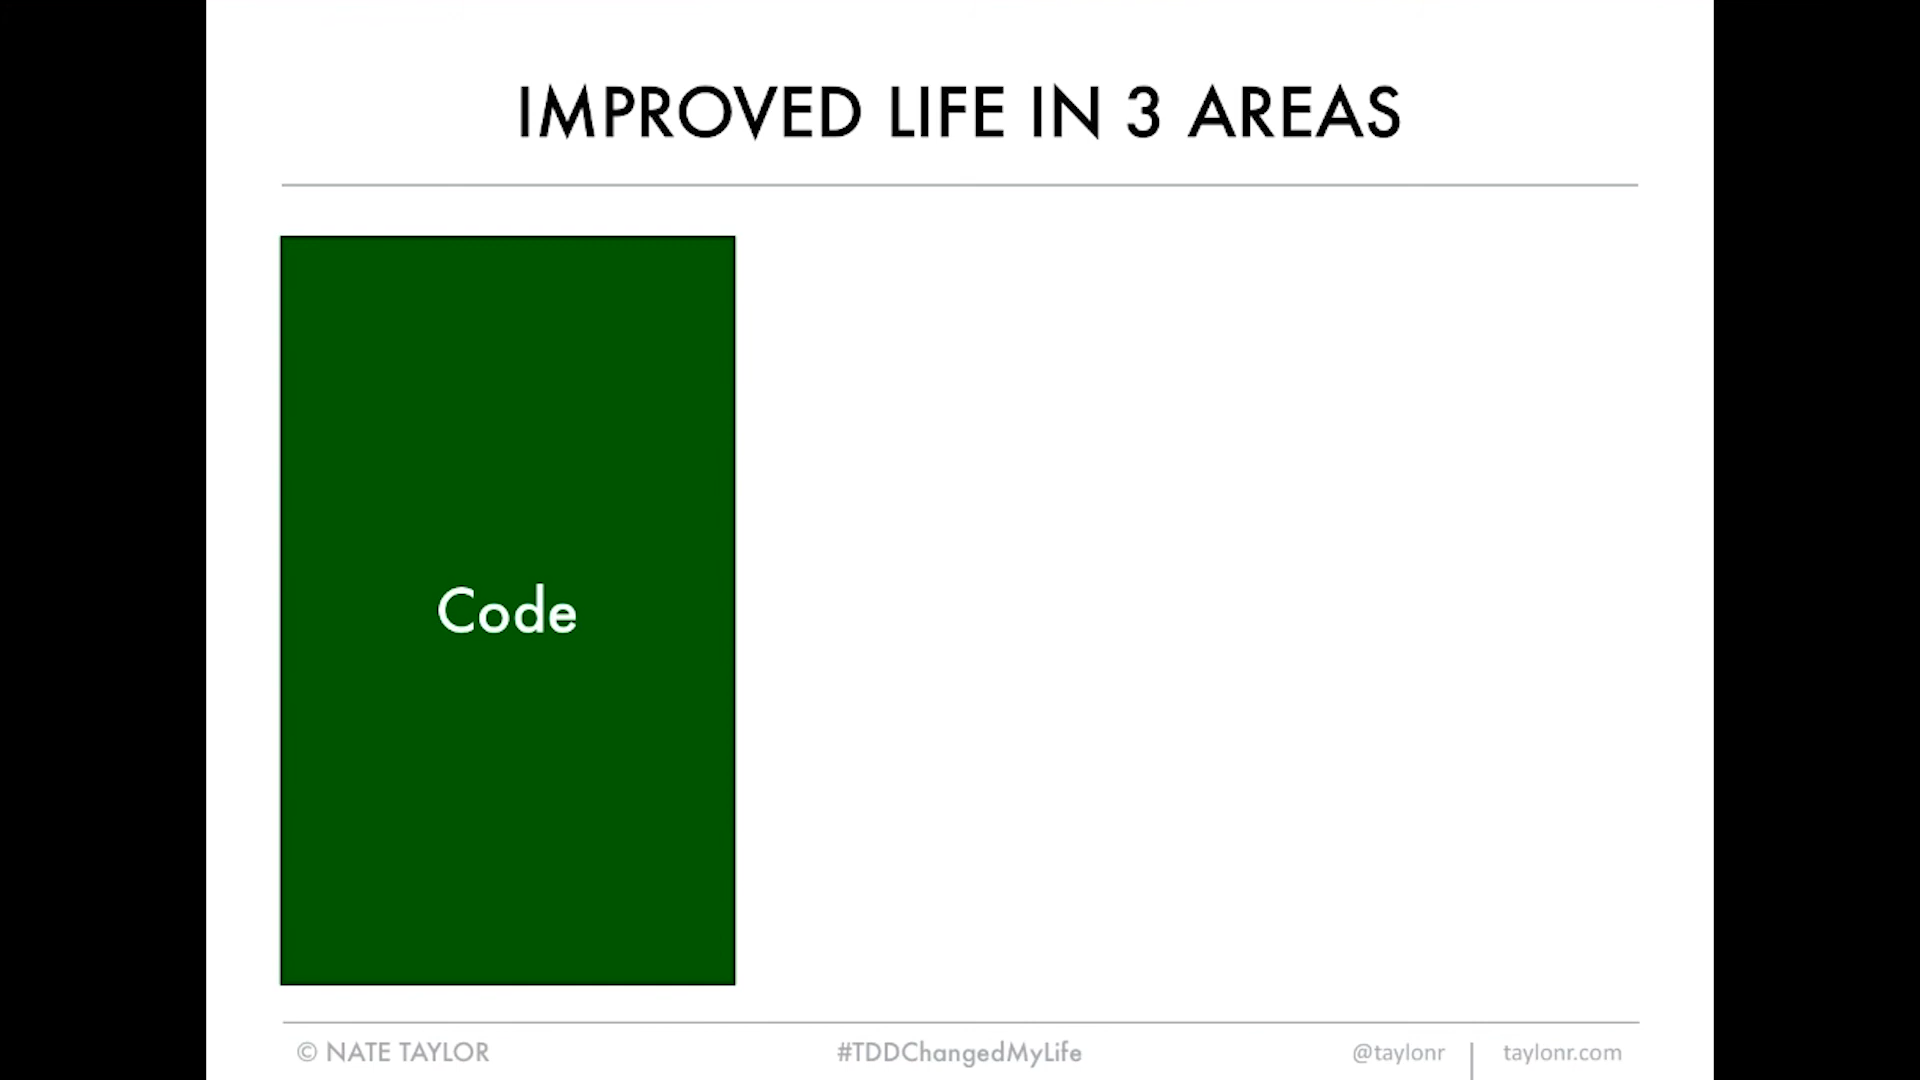 IMPROVED LIFE IN 3 AREAS
Code
© NATE TAYLOR
#TDDChangedMyLife
@taylonr
taylonr.com